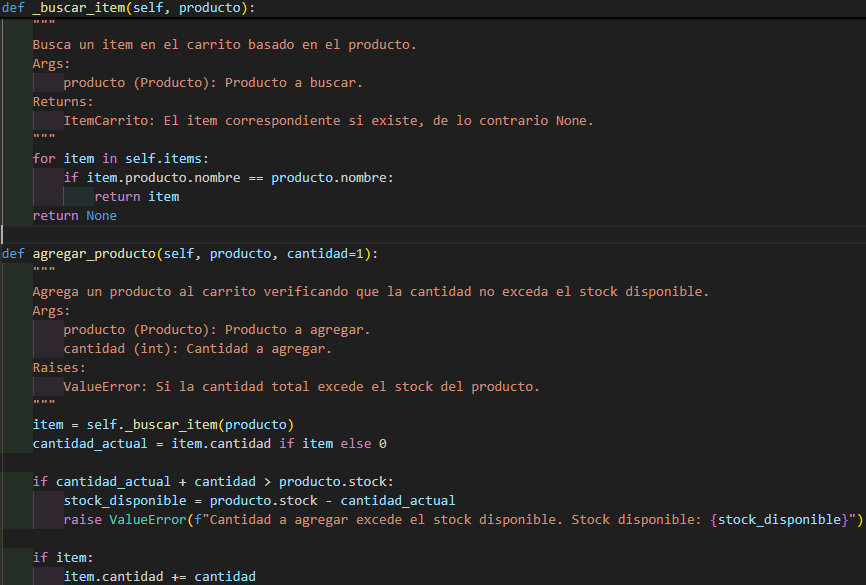 def _buscar_item(self, producto):
    """
    Busca un item en el carrito basado en el producto.
    Args:
        producto (Producto): Producto a buscar.
    Returns:
        ItemCarrito: El item correspondiente si existe, de lo contrario None.
    """
    for item in self.items:
        if item.producto.nombre == producto.nombre:
            return item
    return None
def agregar_producto(self, producto, cantidad=1):
    """
    Agrega un producto al carrito verificando que la cantidad no exceda el stock disponible.
    Args:
        producto (Producto): Producto a agregar.
        cantidad (int): Cantidad a agregar.
    Raises:
        ValueError: Si la cantidad total excede el stock del producto.
    """
    item = self._buscar_item(producto)
    cantidad_actual = item.cantidad if item else 0
    if cantidad_actual + cantidad > producto.stock:
        stock_disponible = producto.stock - cantidad_actual
        raise ValueError(f"Cantidad a agregar excede el stock disponible. Stock disponible: {stock_disponible}")
    if item:
        item.cantidad += cantidad